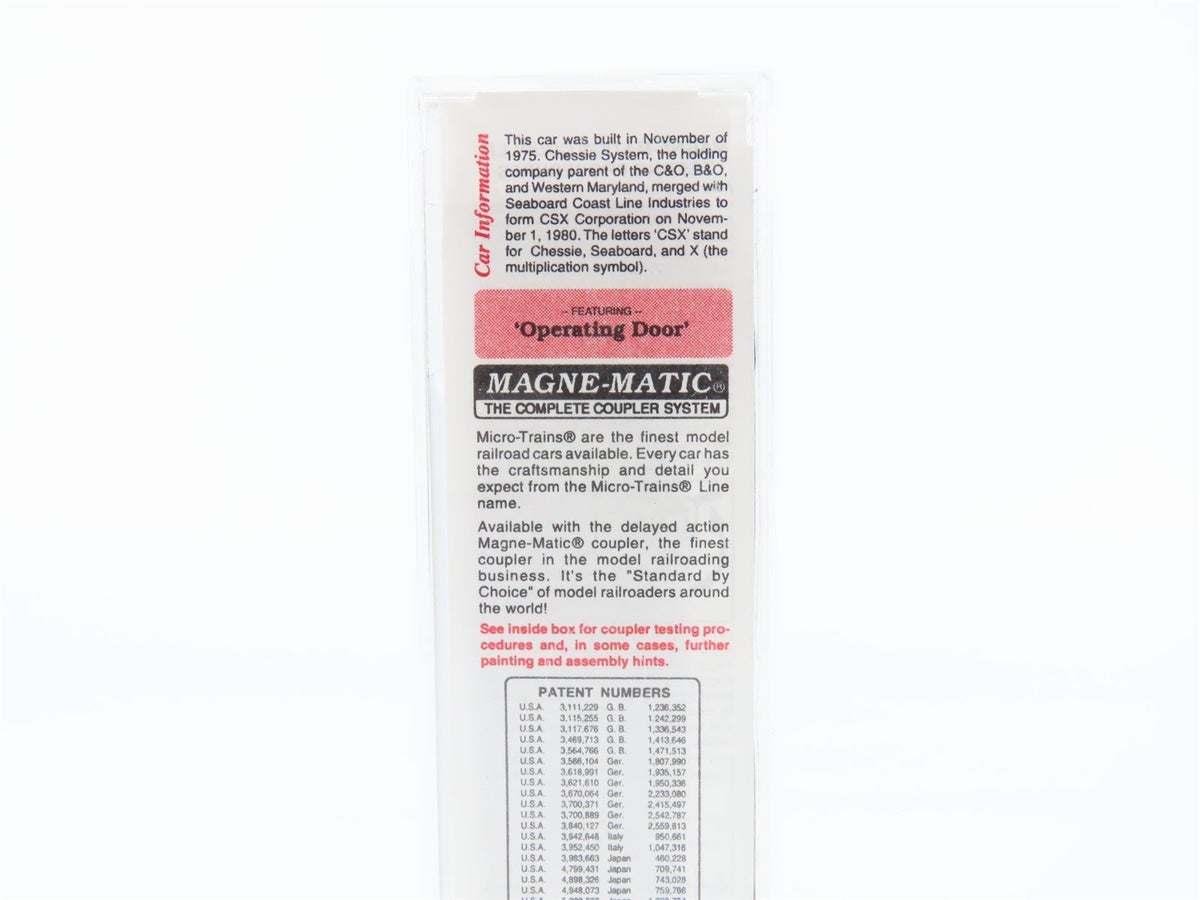 Car Information
This car was built in November of
1975. Chessie System, the holding
company parent of the C&O, B&O,
and Western Maryland, merged with
Seaboard Coast Line Industries to
form CSX Corporation on Novem-
ber 1, 1980. The letters 'CSX' stand
for Chessie, Seaboard, and X (the
multiplication symbol).
-- FEATURING --
'Operating Door'
MAGNE-MATIC®
THE COMPLETE COUPLER SYSTEM
Micro-Trains® are the finest model
railroad cars available. Every car has
the craftsmanship and detail you
expect from the Micro-Trains® Line
name.
Available with the delayed action
Magne-Matic® coupler, the finest
coupler in the model railroading
business. It's the "Standard by
Choice" of model railroaders around
the world!
See inside box for coupler testing pro-
cedures and, in some cases, further
painting and assembly hints.
PATENT NUMBERS
U.S.A. 3,111,229 G. B. 1,236,352
U.S.A. 3,115,255 G. B. 1,242,299
U.S.A. 3,117,676 G. B. 1,336,543
U.S.A. 3,469,713 G. B. 1,413,646
U.S.A. 3,564,766 G. B. 1,471,513
U.S.A. 3,566,104 Ger. 1,807,990
U.S.A. 3,618,991 Ger. 1,935,157
U.S.A. 3,621,610 Ger. 1,950,336
U.S.A. 3,670,064 Ger. 2,233,080
U.S.A. 3,700,371 Ger. 2,415,497
U.S.A. 3,700,889 Ger. 2,542,787
U.S.A. 3,840,127 Ger. 2,559,813
U.S.A. 3,942,648 Italy 950,661
U.S.A. 3,952,450 Italy 1,047,316
U.S.A. 3,983,663 Japan 460,228
U.S.A. 4,799,431 Japan 709,741
U.S.A. 4,898,326 Japan 743,029
U.S.A. 4,948,073 Japan 759,786